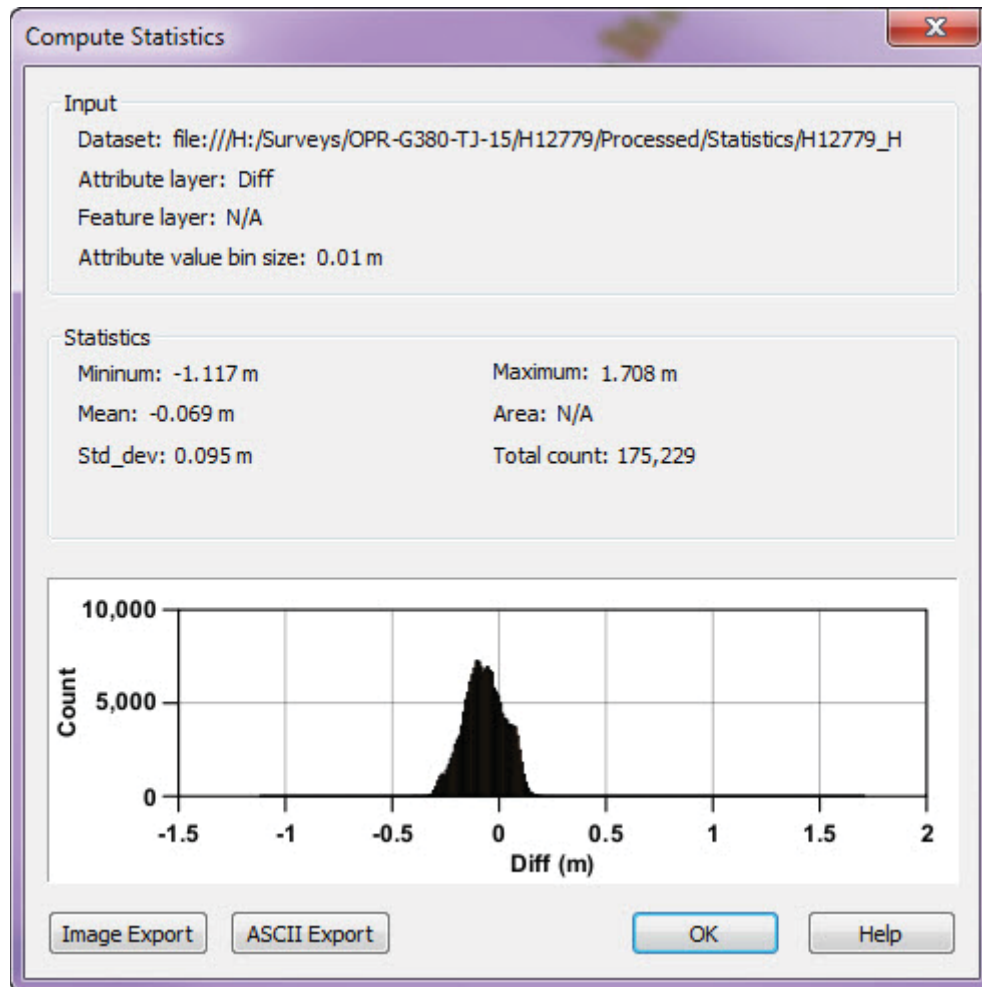 Compute Statistics
Input
Dataset: file:///H:/Surveys/OPR-G380-TJ-15/H12779/Processed/Statistics/H12779_H
Attribute layer: Diff
Feature layer: N/A
Attribute value bin size: 0.01 m
Statistics
Mininum: -1.117 m Maximum: 1.708 m
Mean: -0.069 m Area: N/A
Std_dev: 0.095 m Total count: 175,229
10,000
5,000
0
Count
-1.5 -1 -0.5 0 0.5 1 1.5 2
Diff (m)
Image Export ASCII Export OK Help